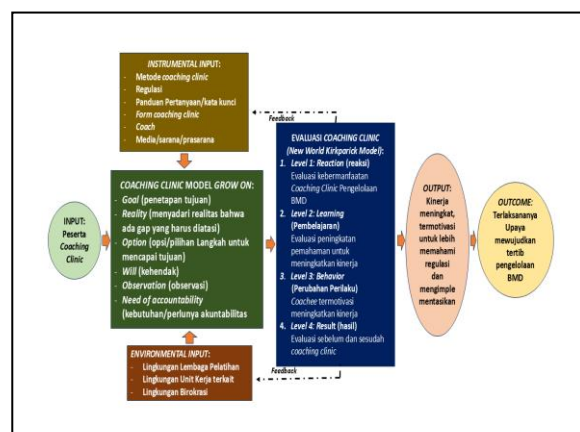 INSTRUMENTAL INPUT:
- Metode coaching clinic
- Regulasi
- Panduan Pertanyaan/kata kunci
- Form coaching clinic
- Coach
- Media/sarana/prasarana
Feedback
INPUT:
Peserta
Coaching
Clinic
COACHING CLINIC MODEL GROW ON:
- Goal (penetapan tujuan)
- Reality (menyadari realitas bahwa
ada gap yang harus diatasi)
- Option (opsi/pilihan Langkah untuk
mencapai tujuan)
- Will (kehendak)
- Observation (observasi)
- Need of accountability
(kebutuhan/perlunya akuntabilitas
EVALUASI COACHING CLINIC
(New World Kirkparick Model):
1. Level 1: Reaction (reaksi)
Evaluasi kebermanfaatan
Coaching Clinic Pengelolaan
BMD
2. Level 2: Learning
(Pembelajaran)
Evaluasi peningkatan
pemahaman untuk
meningkatkan kinerja
3. Level 3: Behavior
(Perubahan Perilaku)
Coachee termotivasi
meningkatkan kinerja
4. Level 4: Result (hasil)
Evaluasi sebelum dan sesudah
coaching clinic
OUTPUT:
Kinerja
meningkat,
termotivasi
untuk lebih
memahami
regulasi
dan
mengimple
mentasikan
OUTCOME:
Terlaksananya
Upaya
mewujudkan
tertib
pengelolaan
BMD
ENVIRONMENTAL INPUT:
- Lingkungan Lembaga Pelatihan
- Lingkungan Unit Kerja terkait
- Lingkungan Birokrasi
Feedback